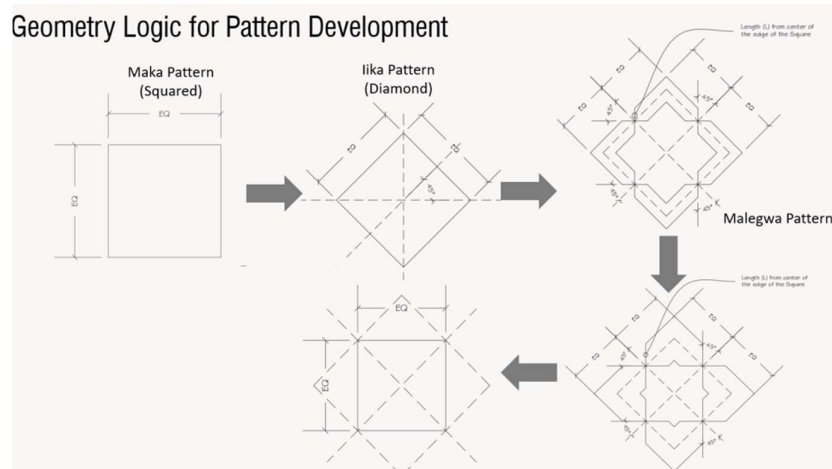 Geometry Logic for Pattern Development
Maka Pattern
(Squared)
EQ
EQ
Iika Pattern
(Diamond)
EQ
EQ
45°
Length (L) from center of
the edge of the Square
EQ
EQ
EQ
EQ
45°
45°
45°
45°
Malegwa Pattern
Length (L) from center of
the edge of the Square
EQ
EQ
EQ
EQ
45°
45°
45°
45°
EQ
EQ